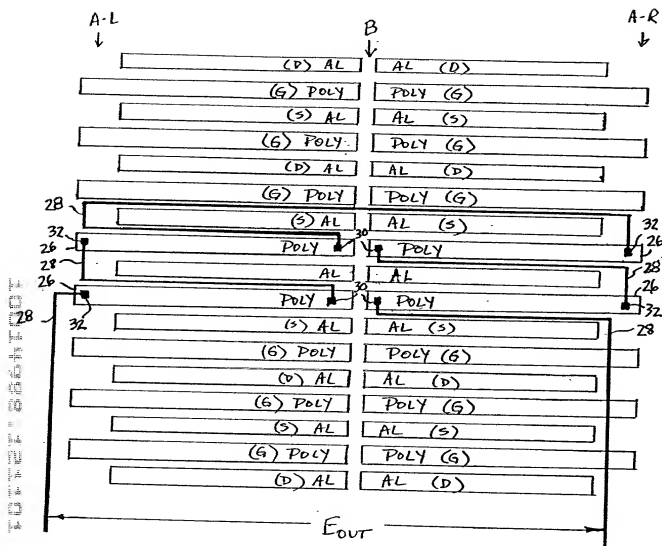 A-L B A-R
(D) AL AL (D)
(G) POLY POLY (G)
(S) AL AL (S)
(G) POLY POLY (G)
(D) AL AL (D)
(G) POLY POLY (G)
28
(S) AL AL (S)
32 30 32
26 POLY POLY 26
28 28
AL AL
26 30 26
POLY POLY
28 32 32
(S) AL AL (S) 28
(G) POLY POLY (G)
(D) AL AL (D)
(G) POLY POLY (G)
(S) AL AL (S)
(G) POLY POLY (G)
(D) AL AL (D)
EOUT